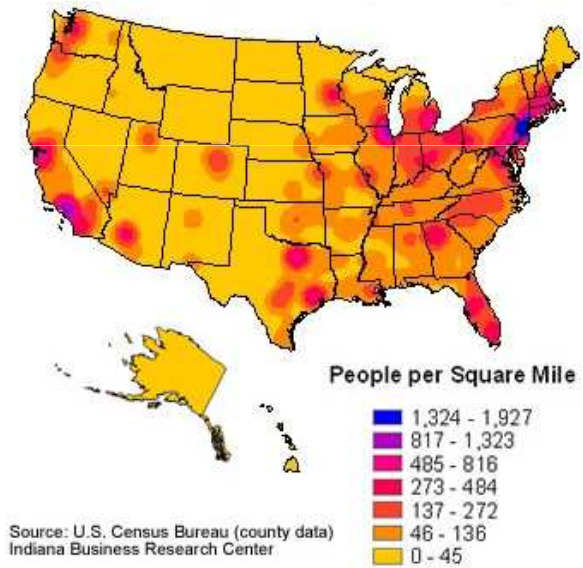 People per Square Mile
1,324 - 1,927
817 - 1,323
485 - 816
273 - 484
137 - 272
46 - 136
0 - 45
Source: U.S. Census Bureau (county data)
Indiana Business Research Center